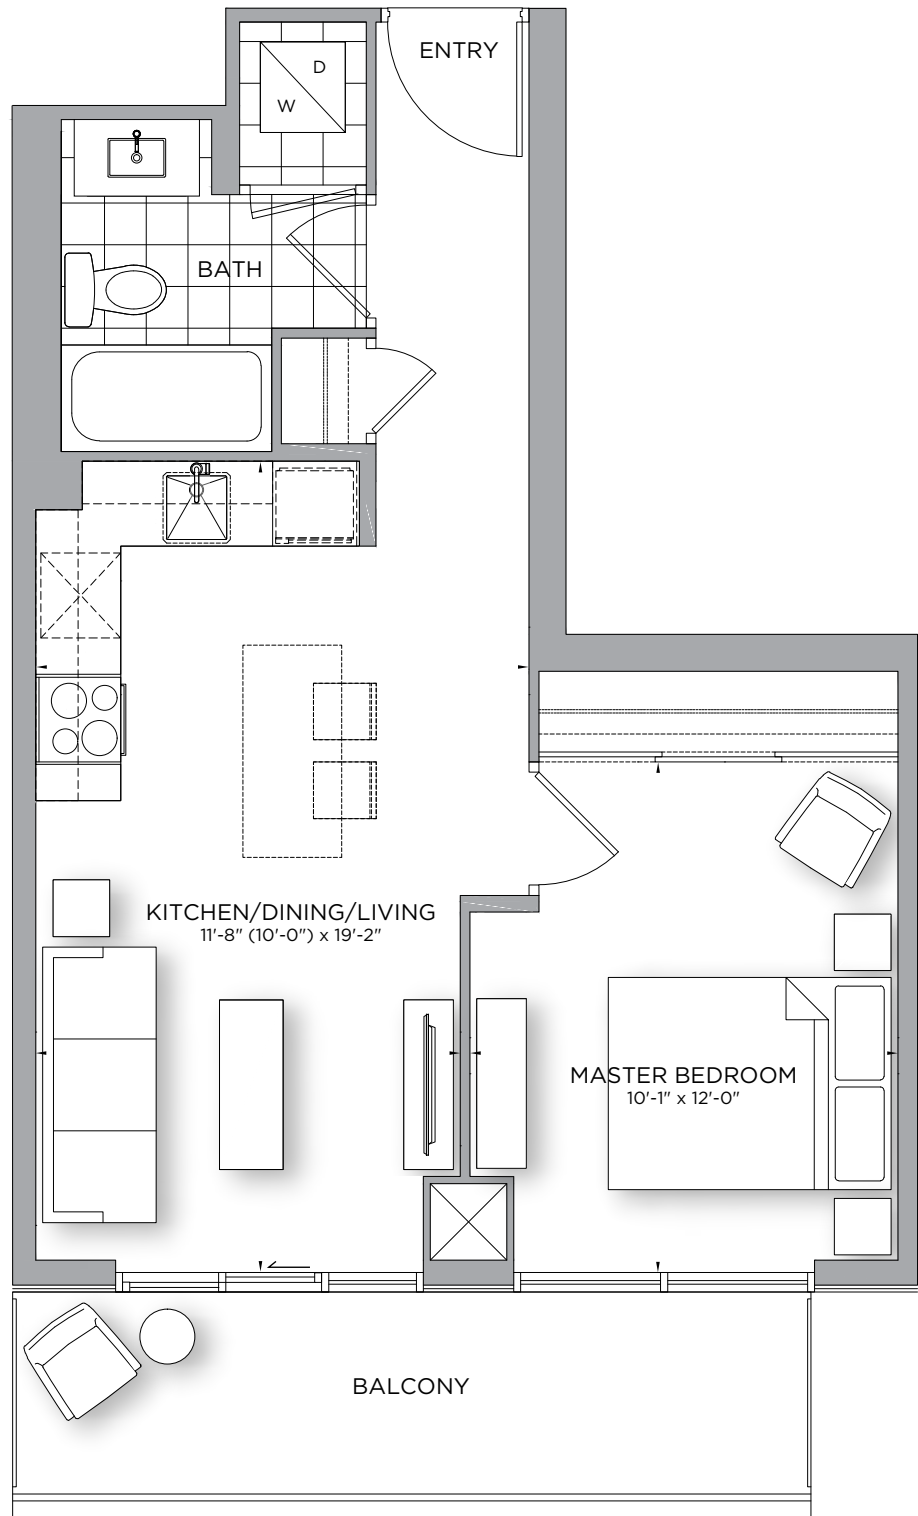 ENTRY
D
W
BATH
KITCHEN/DINING/LIVING
11'-8" (10'-0") x 19'-2"
MASTER BEDROOM
10'-1" x 12'-0"
BALCONY